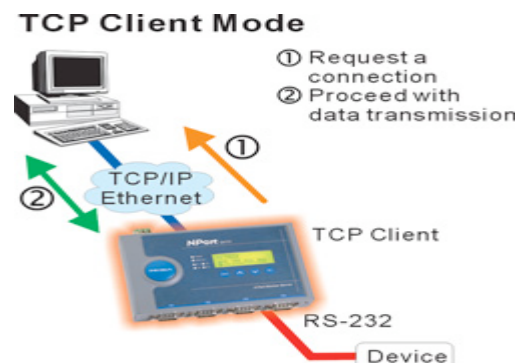 TCP Client Mode
① Request a
connection
② Proceed with
data transmission
①
②
TCP/IP
Ethernet
NPort
TCP Client
RS-232
Device